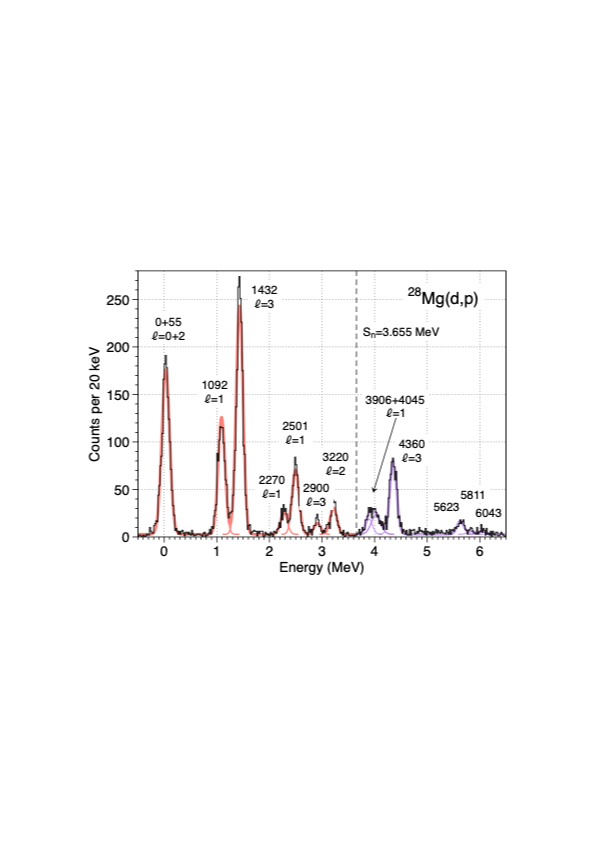 ²⁸Mg(d,p)
Sₙ=3.655 MeV
0+55
ℓ=0+2
1092
ℓ=1
1432
ℓ=3
2270
ℓ=1
2501
ℓ=1
2900
ℓ=3
3220
ℓ=2
3906+4045
ℓ=1
4360
ℓ=3
5623
5811
6043
Counts per 20 keV
250
200
150
100
50
0
0 1 2 3 4 5 6
Energy (MeV)